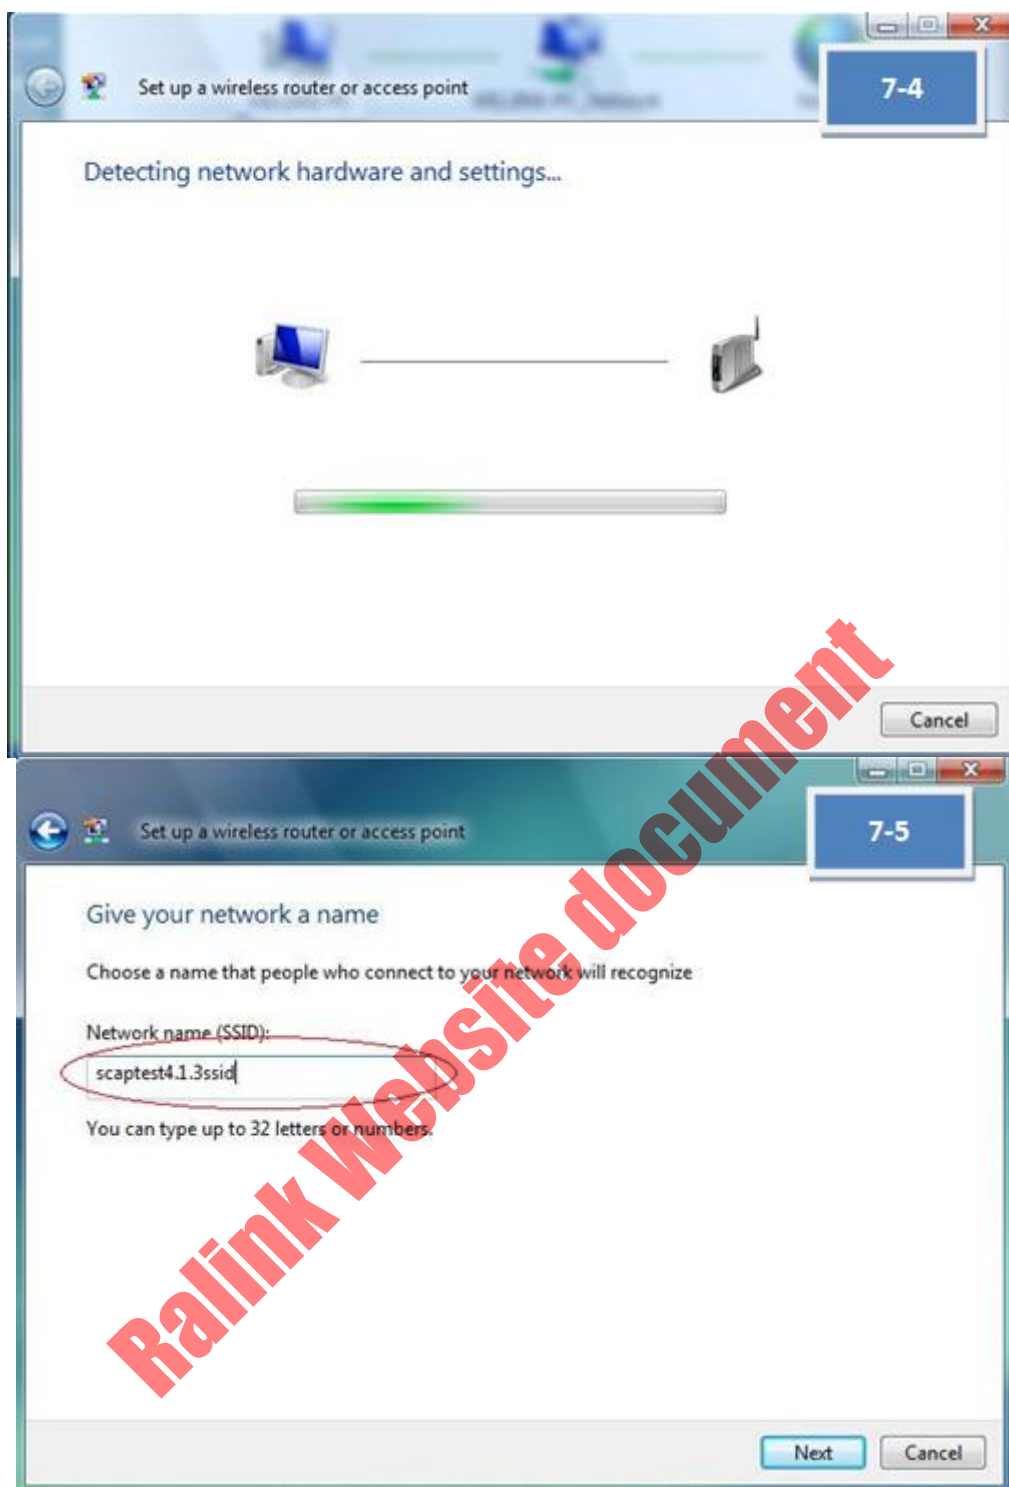 Set up a wireless router or access point
7-4
Detecting network hardware and settings...
Cancel
Set up a wireless router or access point
7-5
Give your network a name
Choose a name that people who connect to your network will recognize
Network name (SSID):
scaptest4.1.3ssid
You can type up to 32 letters or numbers.
Ralink Website document
Next
Cancel